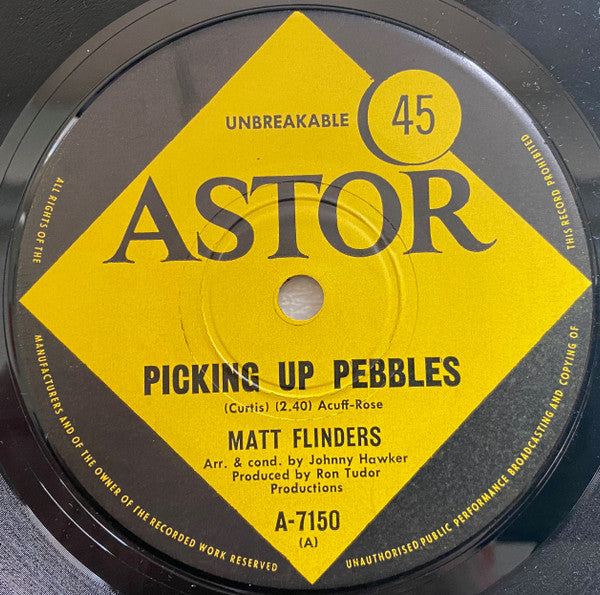 UNBREAKABLE 45
ASTOR
PICKING UP PEBBLES
(Curtis) (2.40) Acuff-Rose
MATT FLINDERS
Arr. & cond. by Johnny Hawker
Produced by Ron Tudor
Productions
A-7150
(A)
ALL RIGHTS OF THE MANUFACTURERS AND OF THE OWNER OF THE RECORDED WORK RESERVED
UNAUTHORISED PUBLIC PERFORMANCE BROADCASTING AND COPYING OF THIS RECORD PROHIBITED